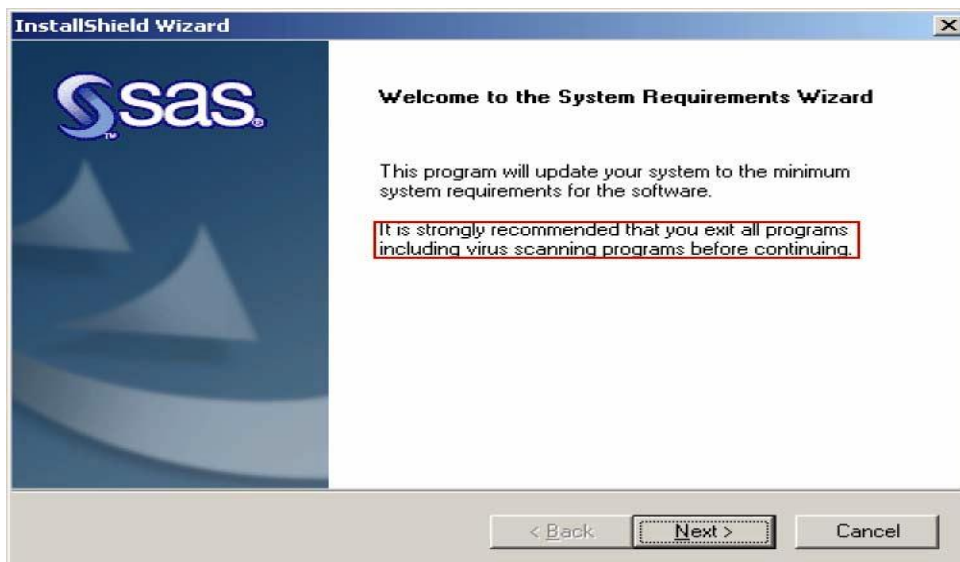 InstallShield Wizard
sas®
TM
Welcome to the System Requirements Wizard
This program will update your system to the minimum
system requirements for the software.
It is strongly recommended that you exit all programs
including virus scanning programs before continuing.
< Back
Next >
Cancel